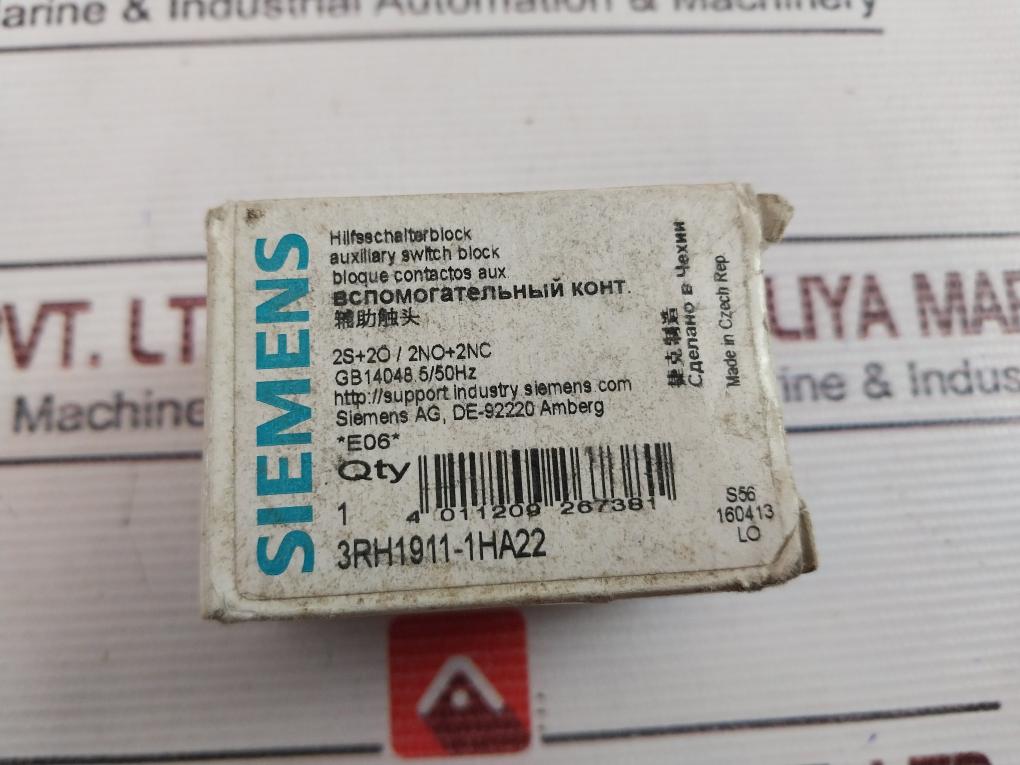 arine & Industrial Automation & Machinery
PVT. LT
LIYA MAR
Machine
ine & Indus
SIEMENS
Hilfsschalterblock
auxiliary switch block
bloque contactos aux
вспомогательный конт.
辅助触头
2S+2Ö / 2NO+2NC
GB14048.5/50Hz
http://support.industry.siemens.com
Siemens AG, DE-92220 Amberg
*E06*
Qty
1
4 011209 267381
3RH1911-1HA22
捷克制造
Сделано в Чехии
Made in Czech Rep.
S56
160413
LO